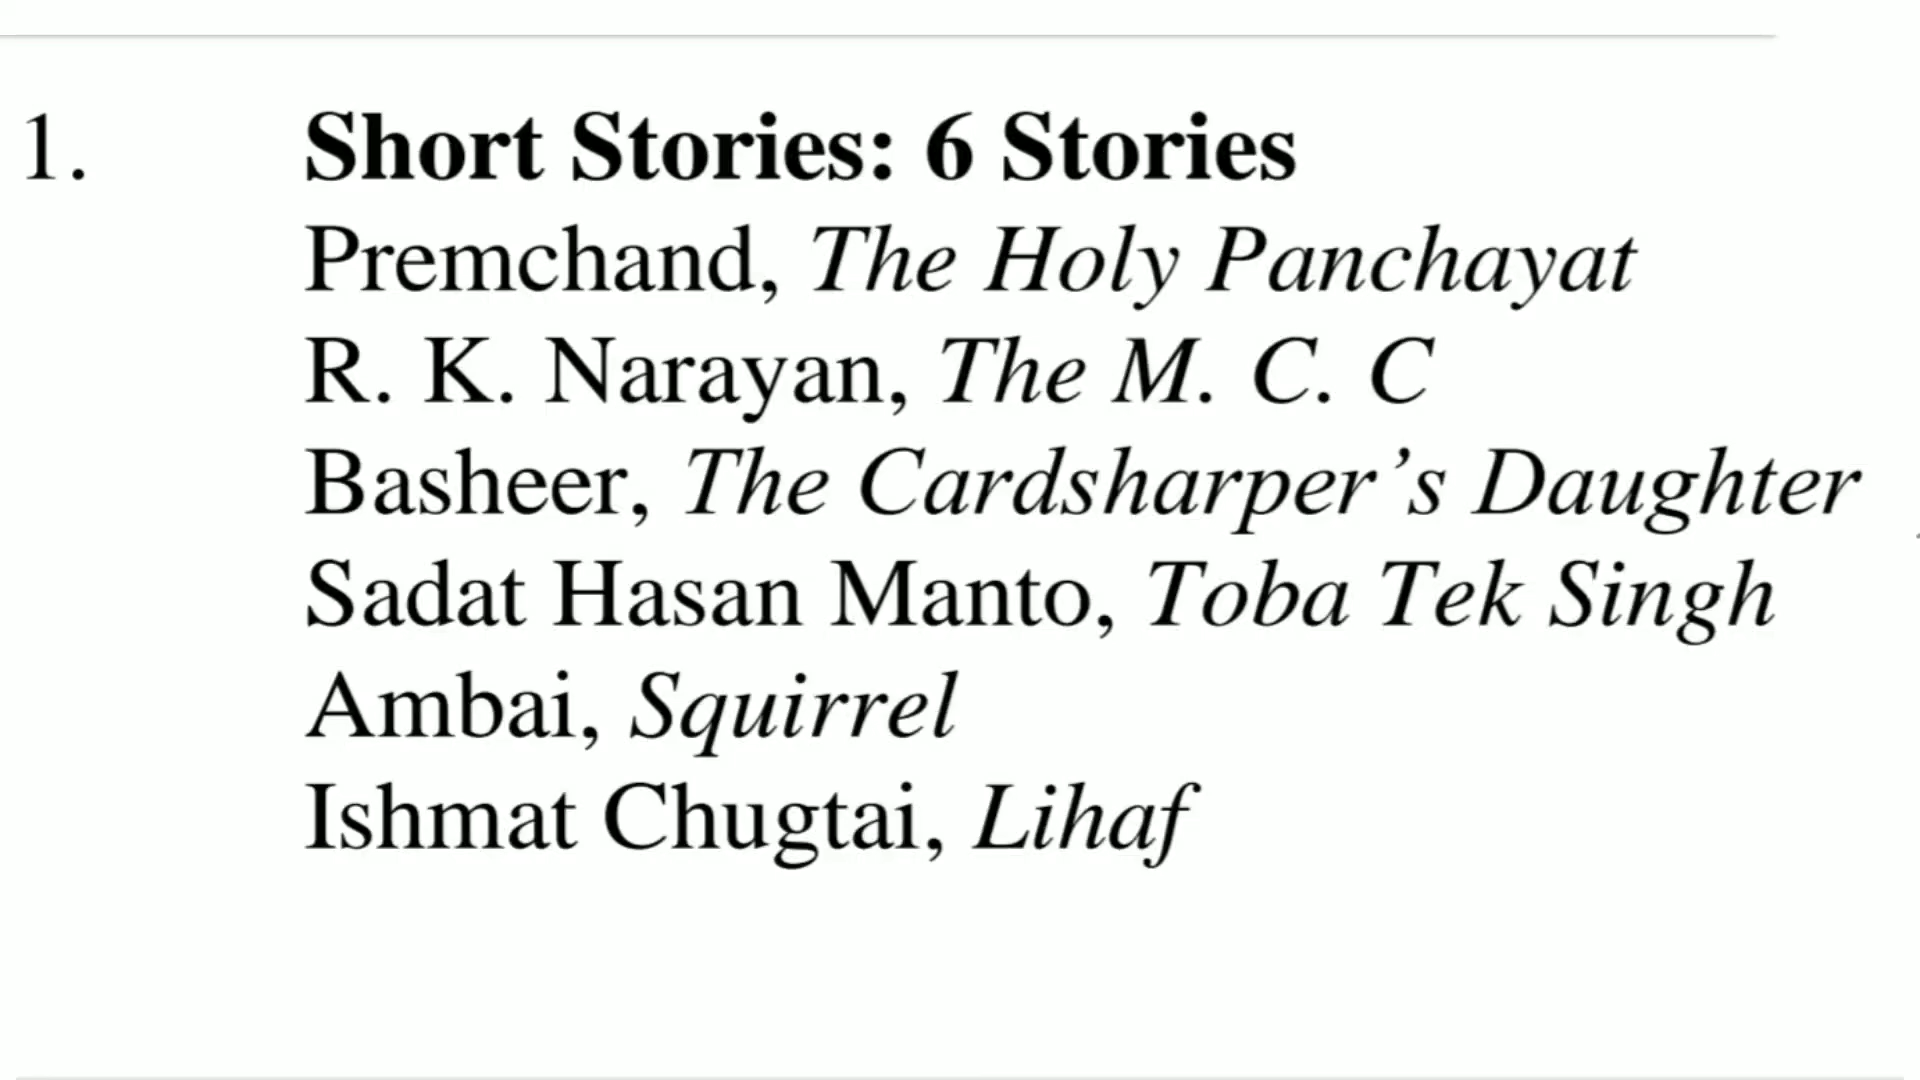 1. Short Stories: 6 Stories
Premchand, The Holy Panchayat
R. K. Narayan, The M. C. C
Basheer, The Cardsharper’s Daughter
Sadat Hasan Manto, Toba Tek Singh
Ambai, Squirrel
Ishmat Chugtai, Lihaf